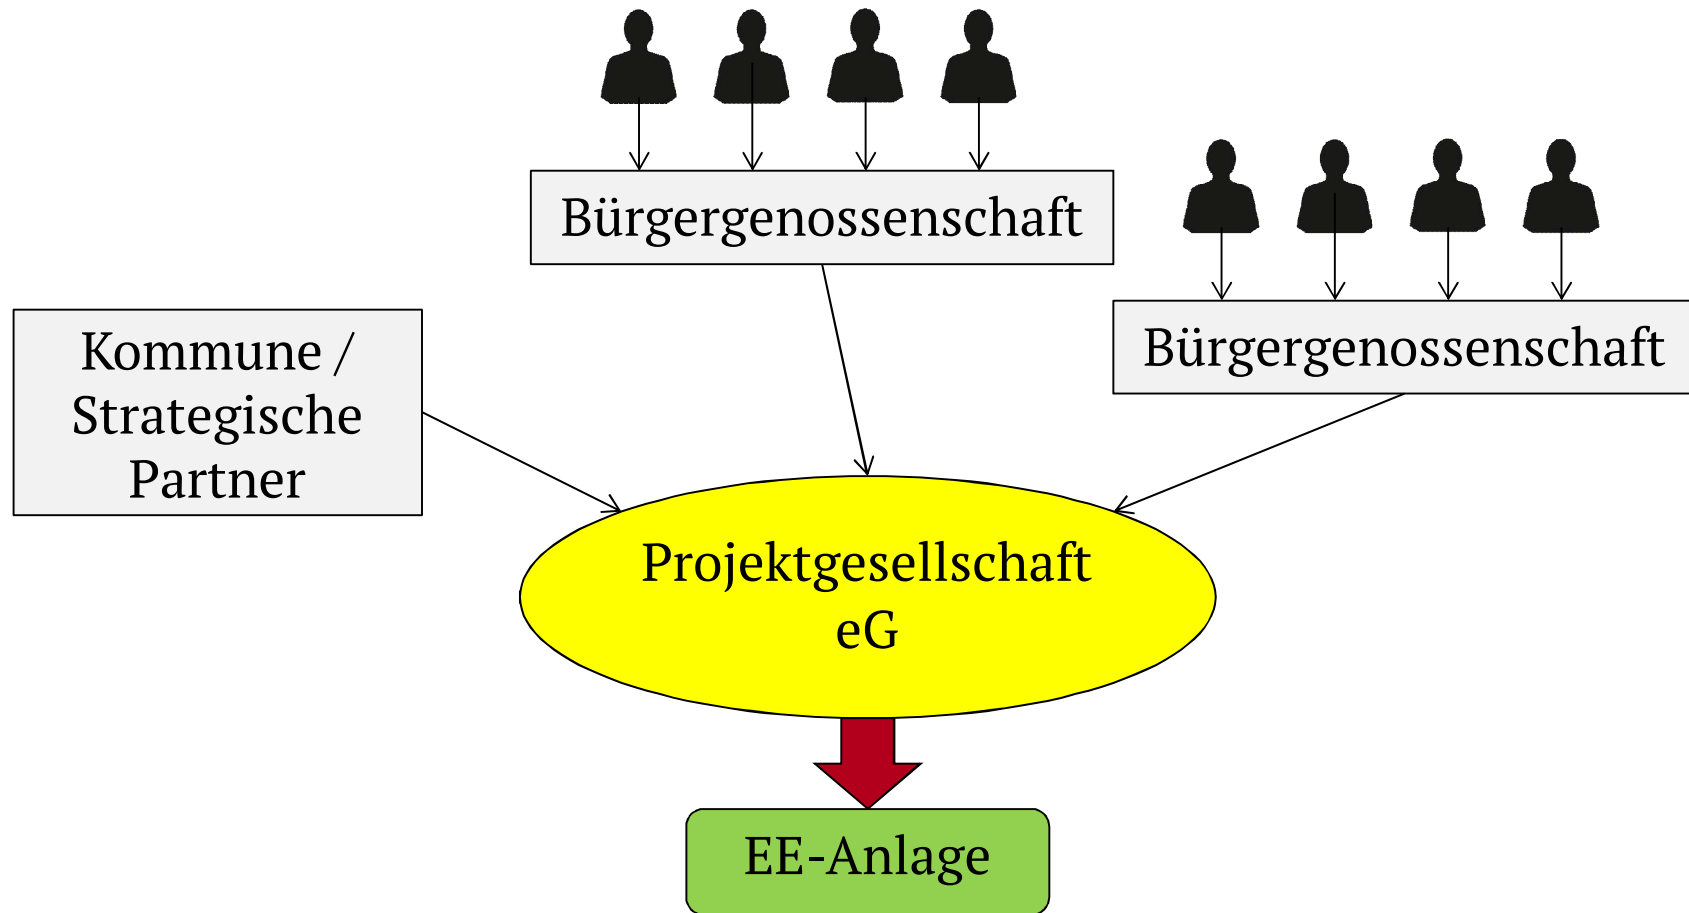 Bürgergenossenschaft
Bürgergenossenschaft
Kommune /
Strategische
Partner
Projektgesellschaft
eG
EE-Anlage